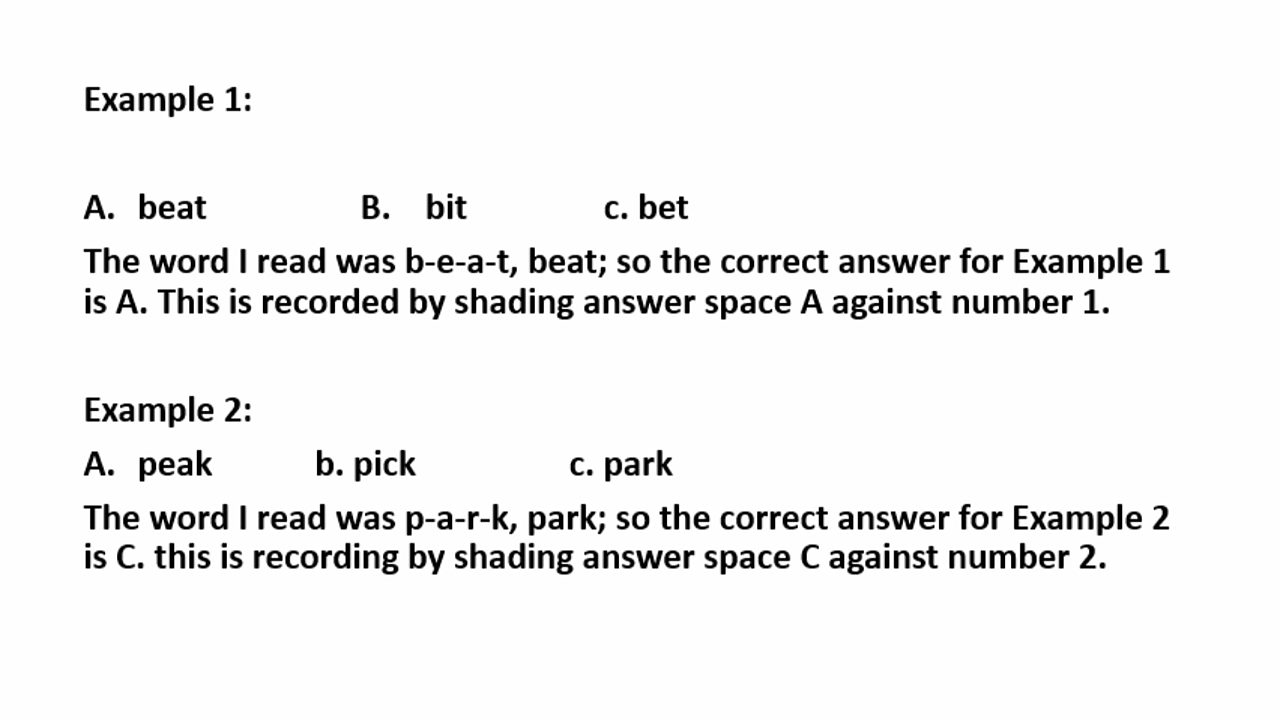 Example 1:
A. beat B. bit c. bet
The word I read was b-e-a-t, beat; so the correct answer for Example 1
is A. This is recorded by shading answer space A against number 1.
Example 2:
A. peak b. pick c. park
The word I read was p-a-r-k, park; so the correct answer for Example 2
is C. this is recording by shading answer space C against number 2.